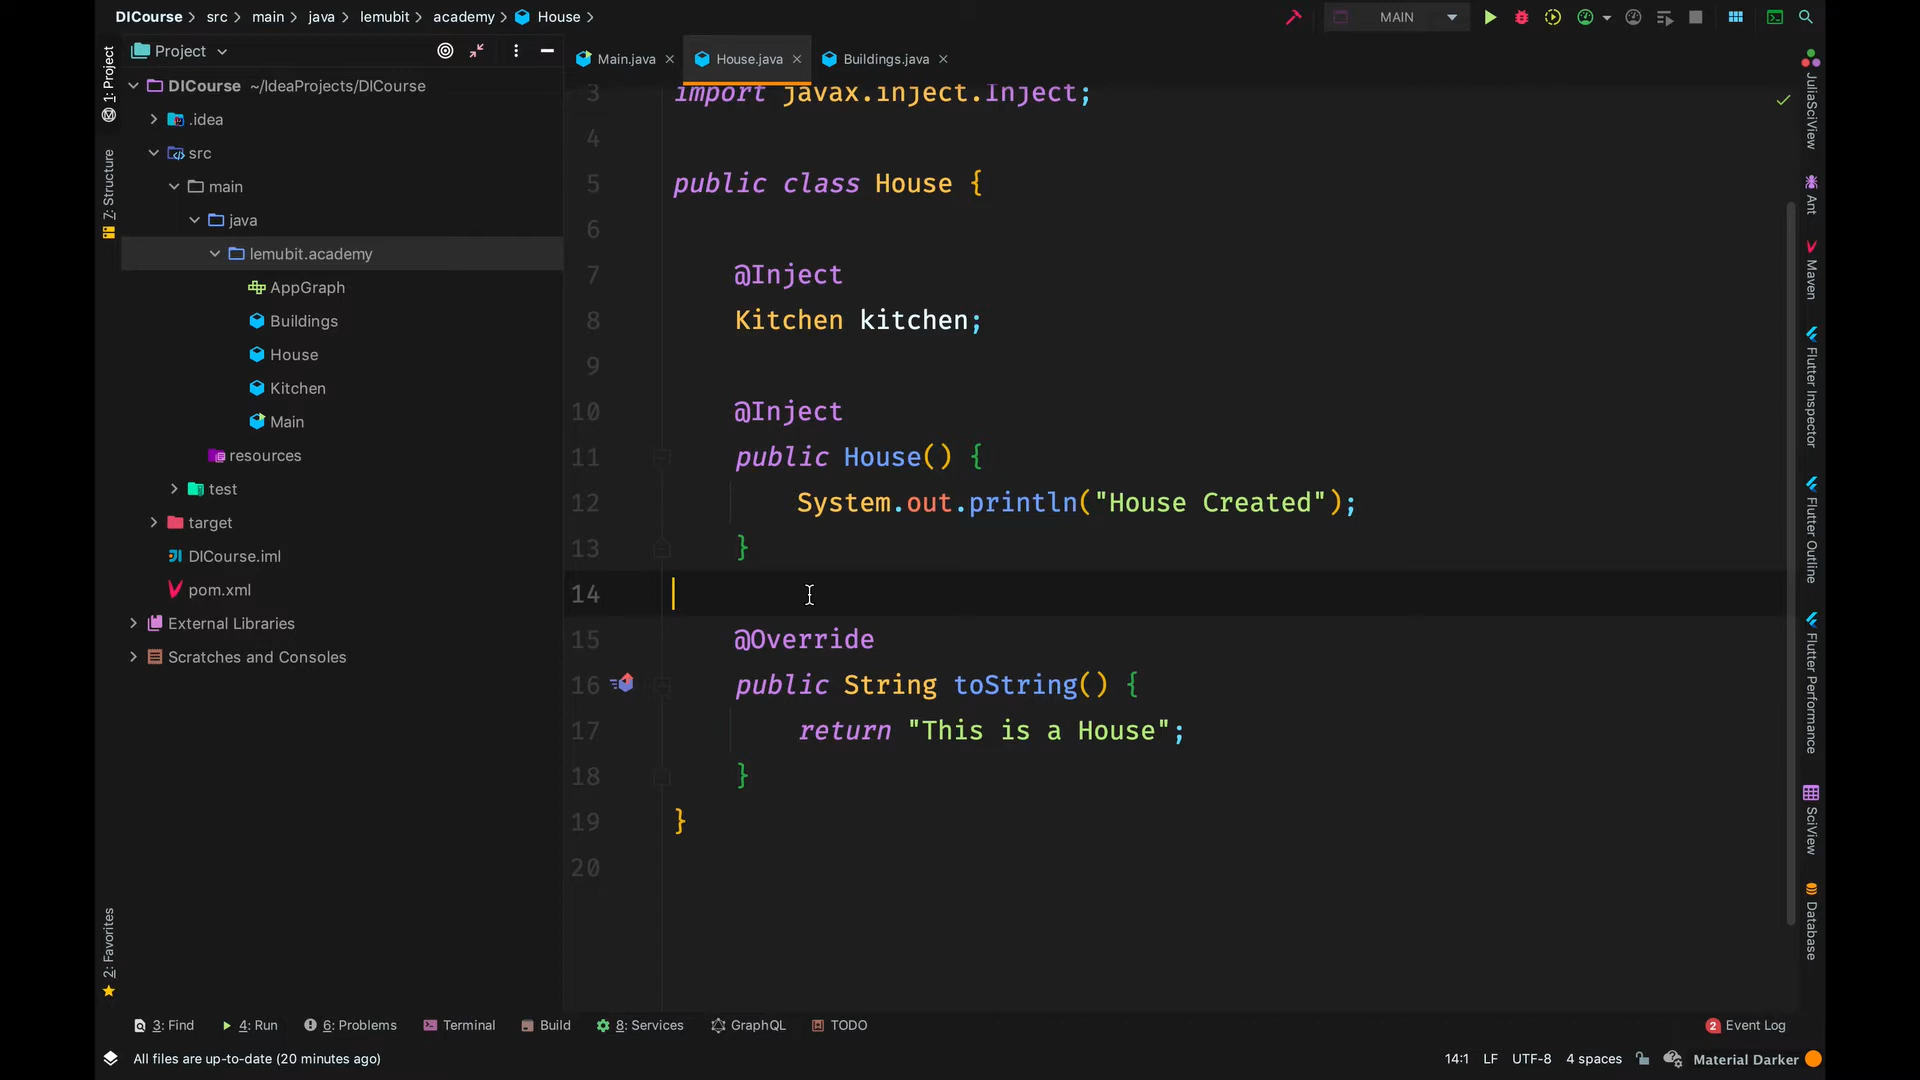 DICourse src main java lemubit academy House
MAIN
Project
Main.java House.java Buildings.java
DICourse ~/IdeaProjects/DICourse
.idea
src
main
java
lemubit.academy
AppGraph
Buildings
House
Kitchen
Main
resources
test
target
DICourse.iml
pom.xml
External Libraries
Scratches and Consoles
1: Project
7: Structure
2: Favorites
3 import javax.inject.Inject;
4
5 public class House {
6
7 @Inject
8 Kitchen kitchen;
9
10 @Inject
11 public House() {
12 System.out.println("House Created");
13 }
14
15 @Override
16 public String toString() {
17 return "This is a House";
18 }
19 }
20
JuliaSciView
Ant
Maven
Flutter Inspector
Flutter Outline
Flutter Performance
SciView
Database
3: Find 4: Run 6: Problems Terminal Build 8: Services GraphQL TODO 2 Event Log
All files are up-to-date (20 minutes ago) 14:1 LF UTF-8 4 spaces Material Darker